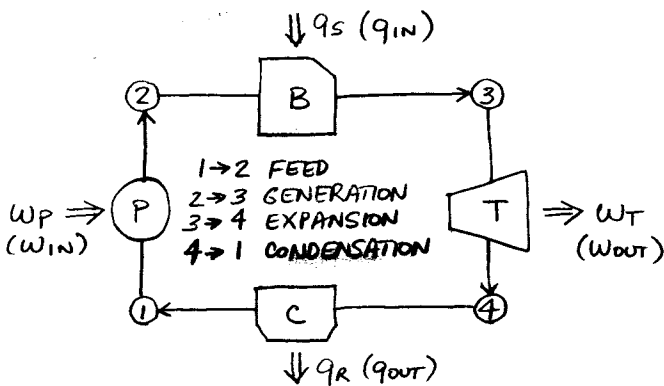 qs (qIN)
2
B
3
1→2 FEED
2→3 GENERATION
3→4 EXPANSION
4→1 CONDENSATION
WP
(WIN)
P
T
WT
(WOUT)
1
C
4
qR (qOUT)